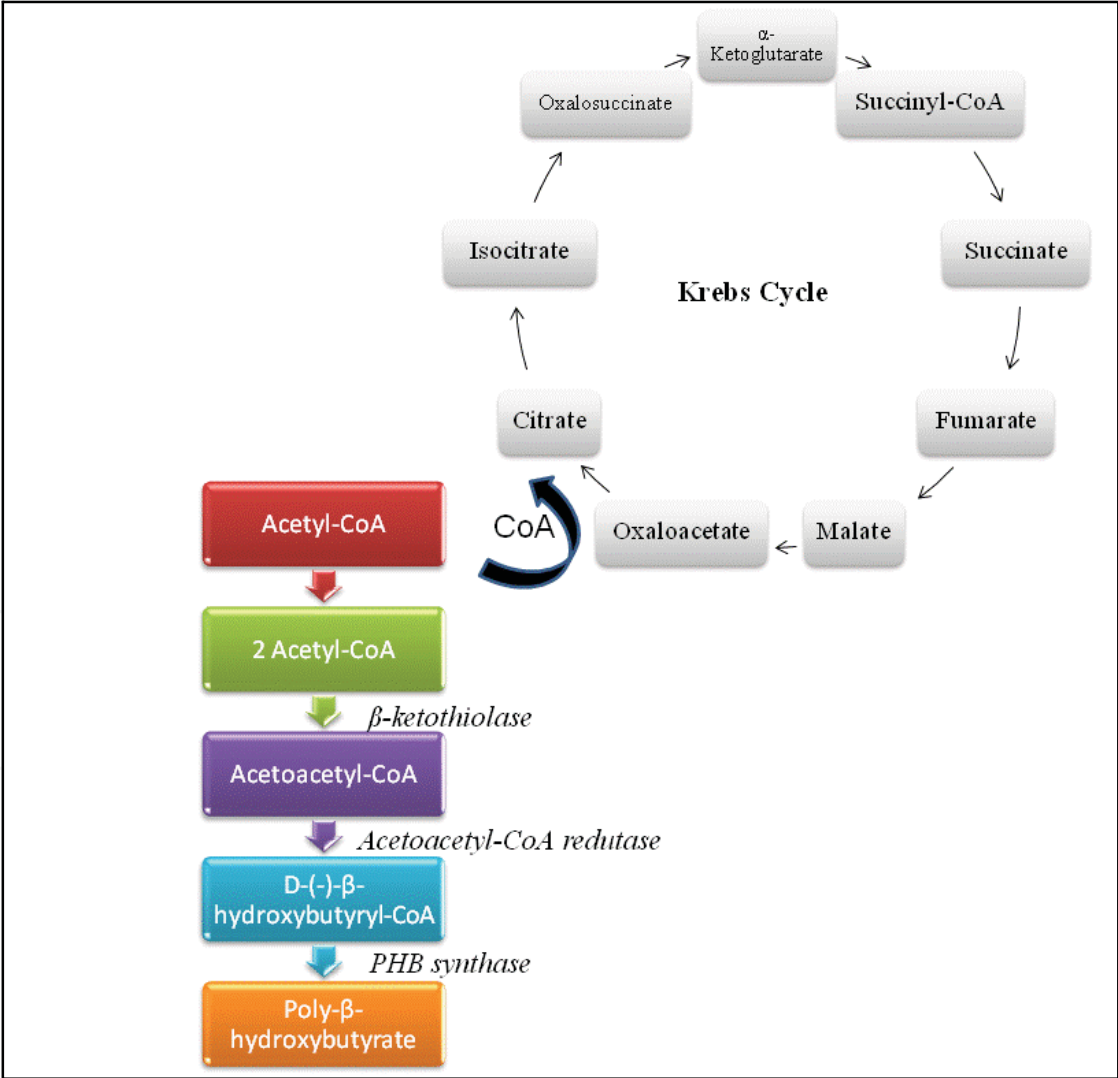 α-
Ketoglutarate
Oxalosuccinate
Succinyl-CoA
Isocitrate
Succinate
Krebs Cycle
Citrate
Fumarate
Acetyl-CoA
CoA
Oxaloacetate
Malate
2 Acetyl-CoA
β-ketothiolase
Acetoacetyl-CoA
Acetoacetyl-CoA redutase
D-(-)-β-
hydroxybutyryl-CoA
PHB synthase
Poly-β-
hydroxybutyrate